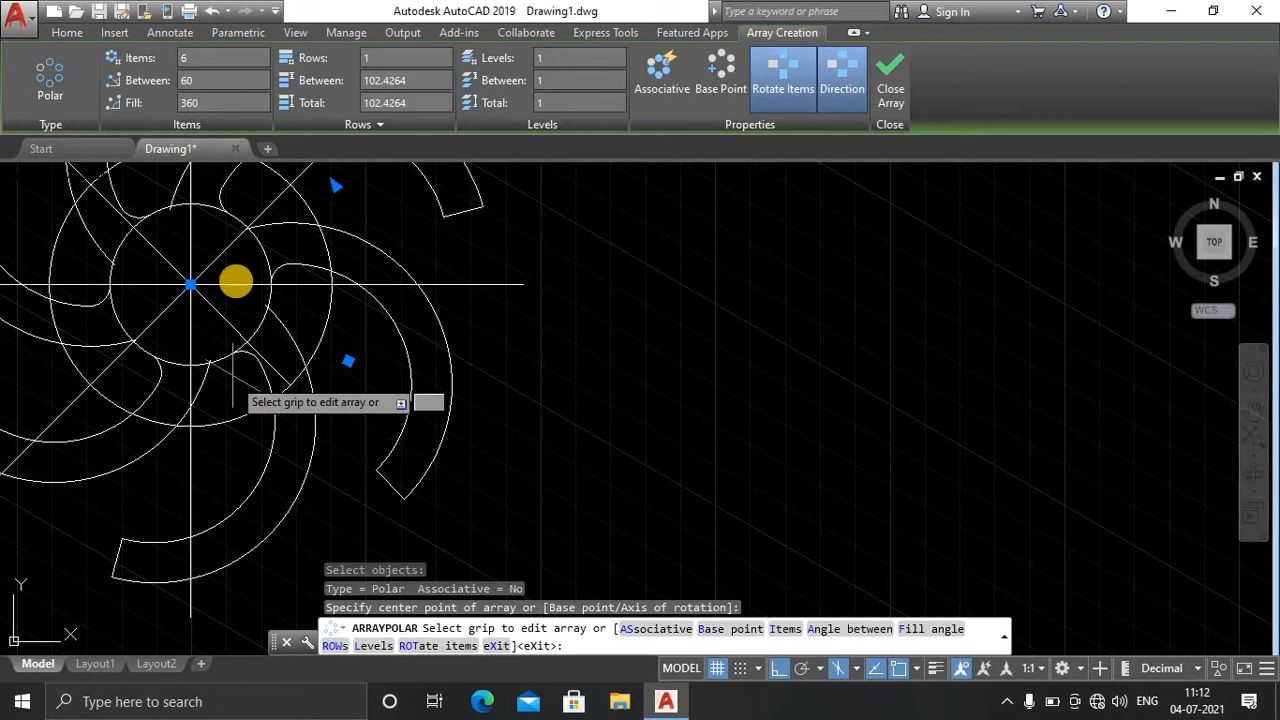 Autodesk AutoCAD 2019 Drawing1.dwg
Type a keyword or phrase
Sign In
Home Insert Annotate Parametric View Manage Output Add-ins Collaborate Express Tools Featured Apps Array Creation
Polar
Items: 6
Between: 60
Fill: 360
Rows: 1
Between: 102.4264
Total: 102.4264
Levels: 1
Between: 1
Total: 1
Associative
Base Point
Rotate Items
Direction
Close
Array
Type Items Rows Levels Properties Close
Start Drawing1*
N
W TOP E
S
WCS
Select grip to edit array or
Select objects:
Type = Polar Associative = No
Specify center point of array or [Base point/Axis of rotation]:
ARRAYPOLAR Select grip to edit array or [ASsociative Base point Items Angle between Fill angle
ROWs Levels ROTate items eXit]<eXit>:
Y
X
Model Layout1 Layout2
MODEL 1:1 Decimal
Type here to search
ENG
11:12
04-07-2021